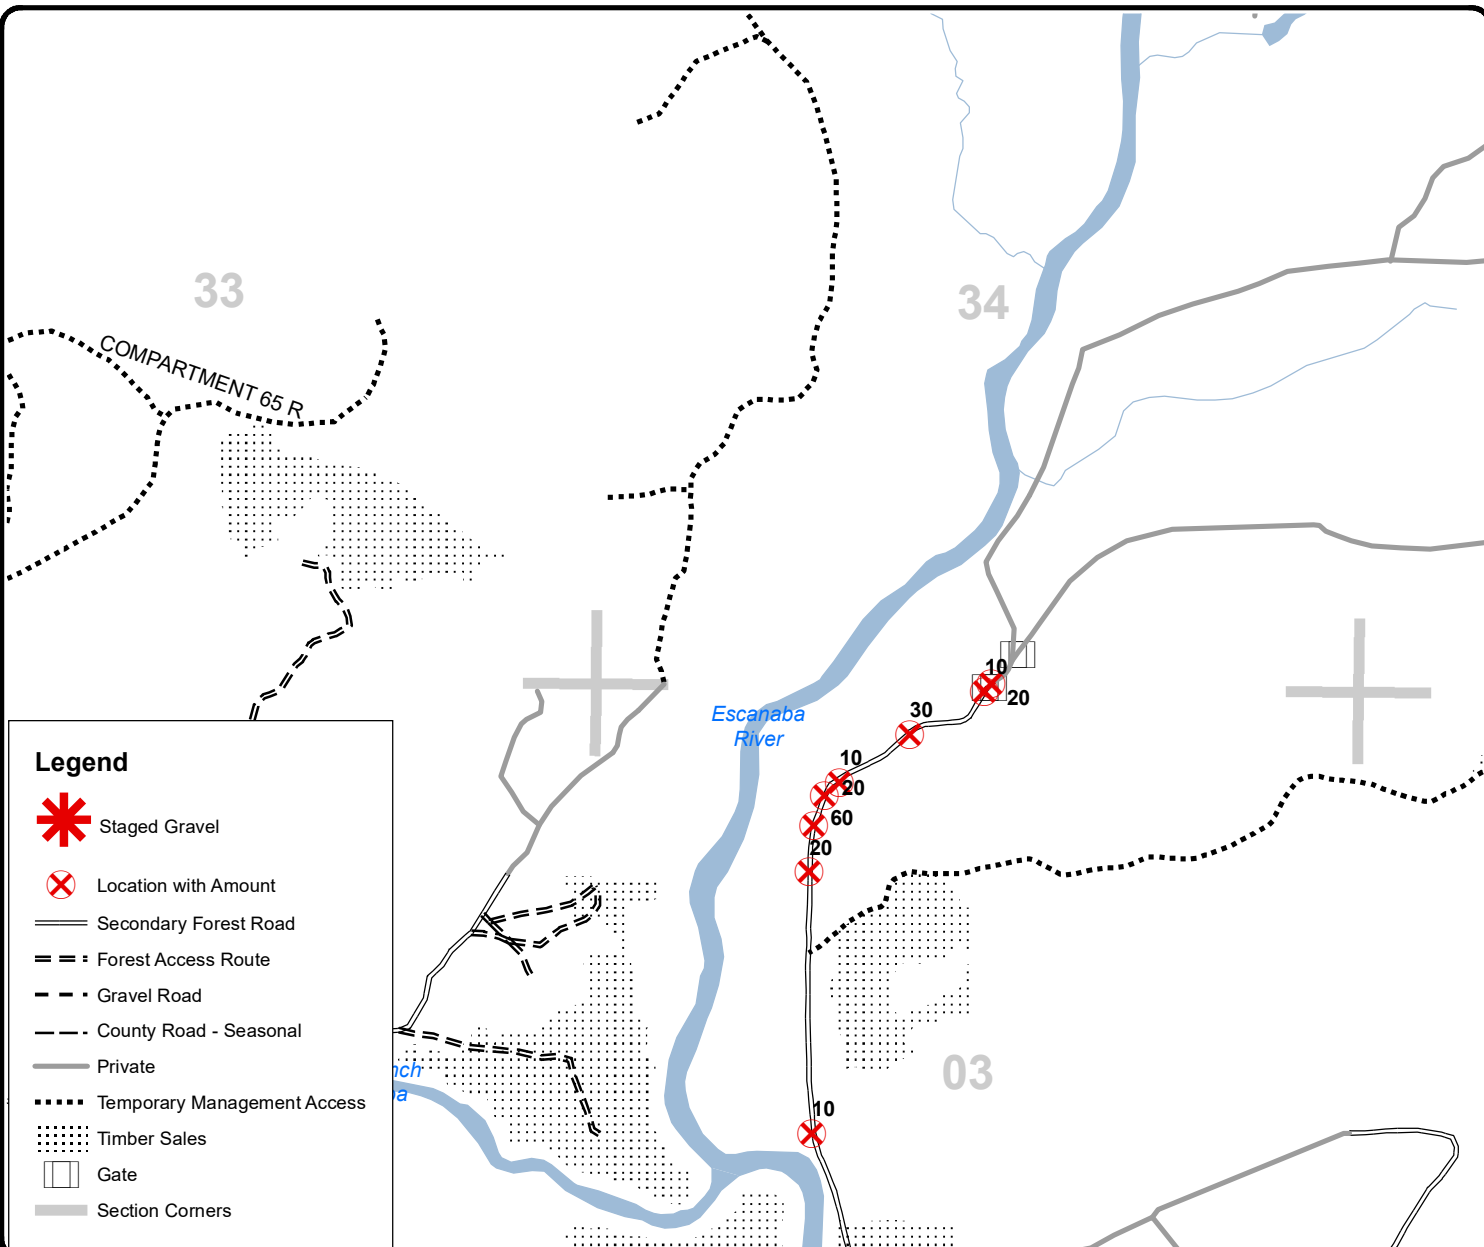 33
34
COMPARTMENT 65 R
10
20
Escanaba
River
30
10
20
60
20
03
10
nch
ba
Legend
Staged Gravel
Location with Amount
Secondary Forest Road
Forest Access Route
Gravel Road
County Road - Seasonal
Private
Temporary Management Access
Timber Sales
Gate
Section Corners